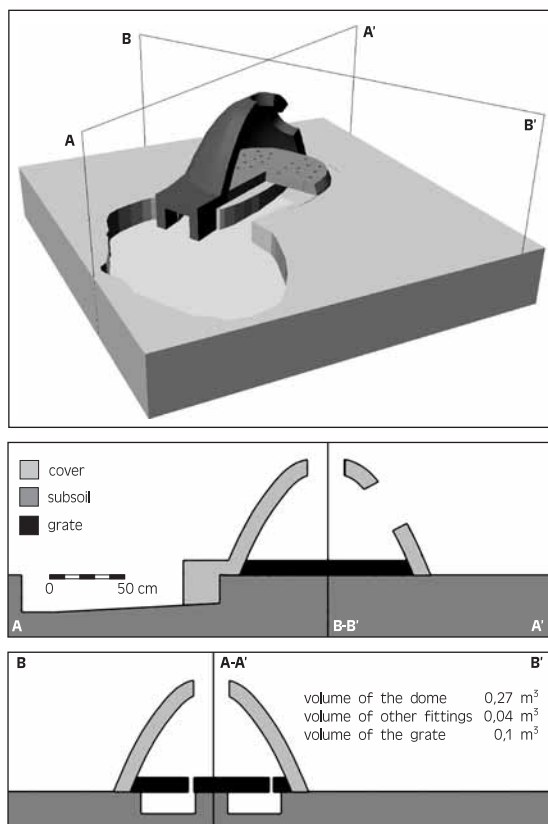 B
A'
A
B'
cover
subsoil
grate
0 50 cm
A B-B' A'
B A-A' B'
volume of the dome 0,27 m³
volume of other fittings 0,04 m³
volume of the grate 0,1 m³